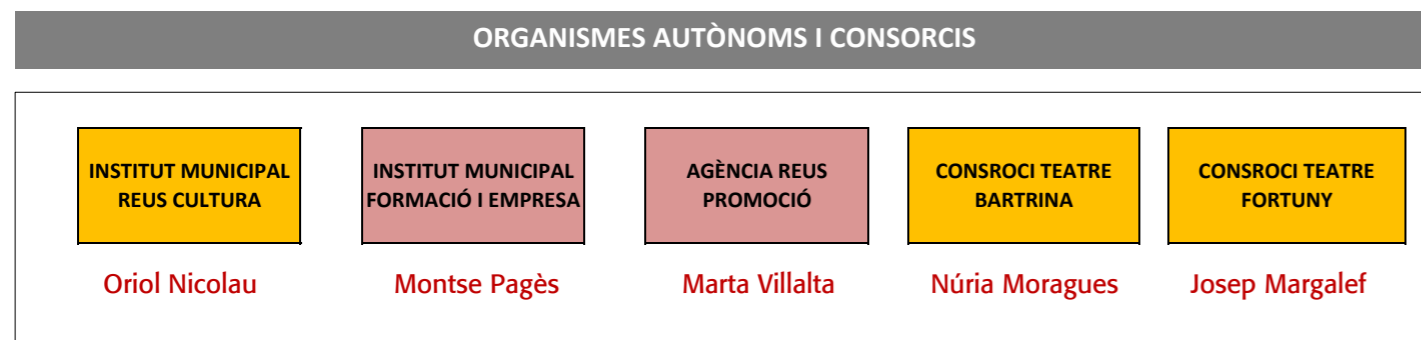 ORGANISMES AUTÒNOMS I CONSORCIS
INSTITUT MUNICIPAL
REUS CULTURA
INSTITUT MUNICIPAL
FORMACIÓ I EMPRESA
AGÈNCIA REUS
PROMOCIÓ
CONSROCI TEATRE
BARTRINA
CONSROCI TEATRE
FORTUNY
Oriol Nicolau
Montse Pagès
Marta Villalta
Núria Moragues
Josep Margalef